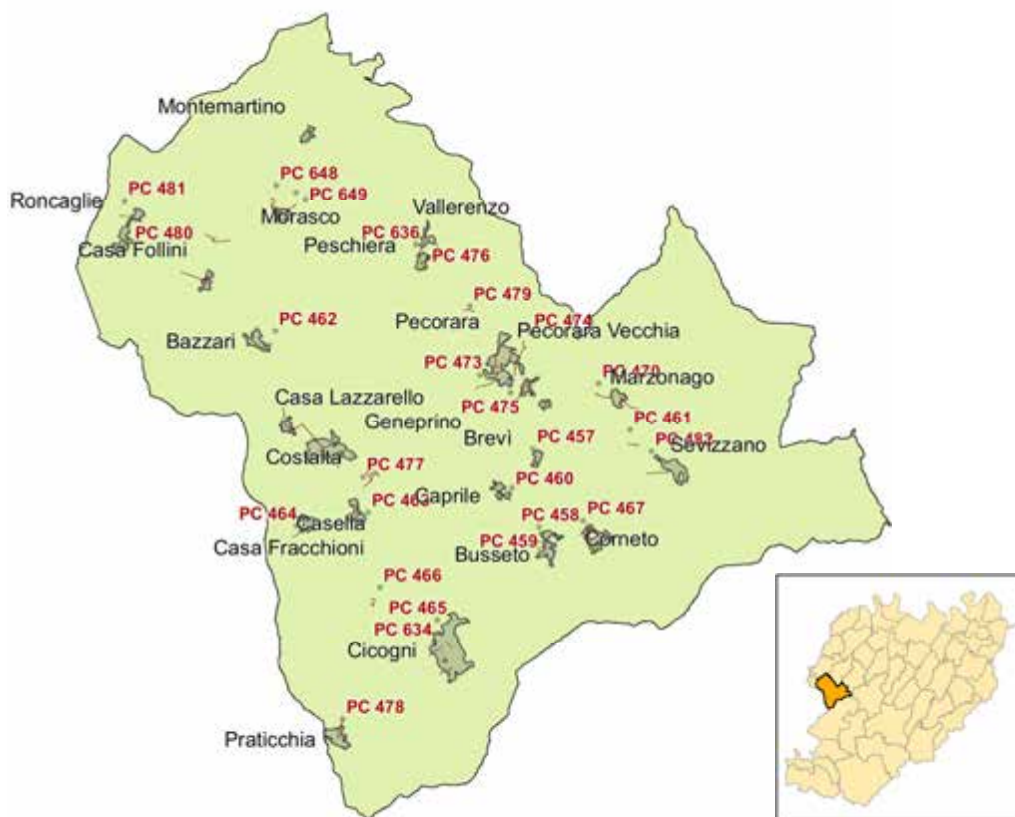 Montemartino
PC 648
PC 481
PC 649
Roncaglie
Morasco
Vallerenzo
PC 480
PC 636
Casa Follini
Peschiera
PC 476
PC 479
PC 462
Pecorara
PC 474
Pecorara Vecchia
Bazzari
PC 473
Marzonago
Casa Lazzarello
PC 475
Geneprino
PC 461
Brevi
PC 457
Sevizzano
Costalla
PC 477
Caprile
PC 460
PC 464
Casella
PC 458
PC 467
Casa Fracchioni
PC 459
Busseto
Corneto
PC 466
PC 465
PC 634
Cicogni
PC 478
Praticchia